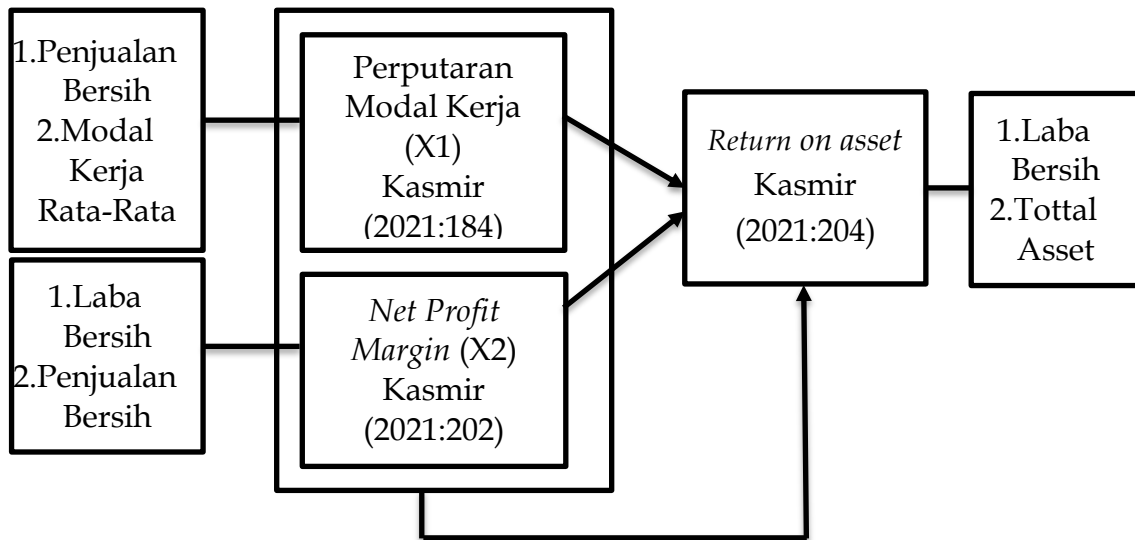 1.Penjualan
Bersih
2.Modal
Kerja
Rata-Rata
Perputaran
Modal Kerja
(X1)
Kasmir
(2021:184)
Return on asset
Kasmir
(2021:204)
1.Laba
Bersih
2.Tottal
Asset
1.Laba
Bersih
2.Penjualan
Bersih
Net Profit
Margin (X2)
Kasmir
(2021:202)